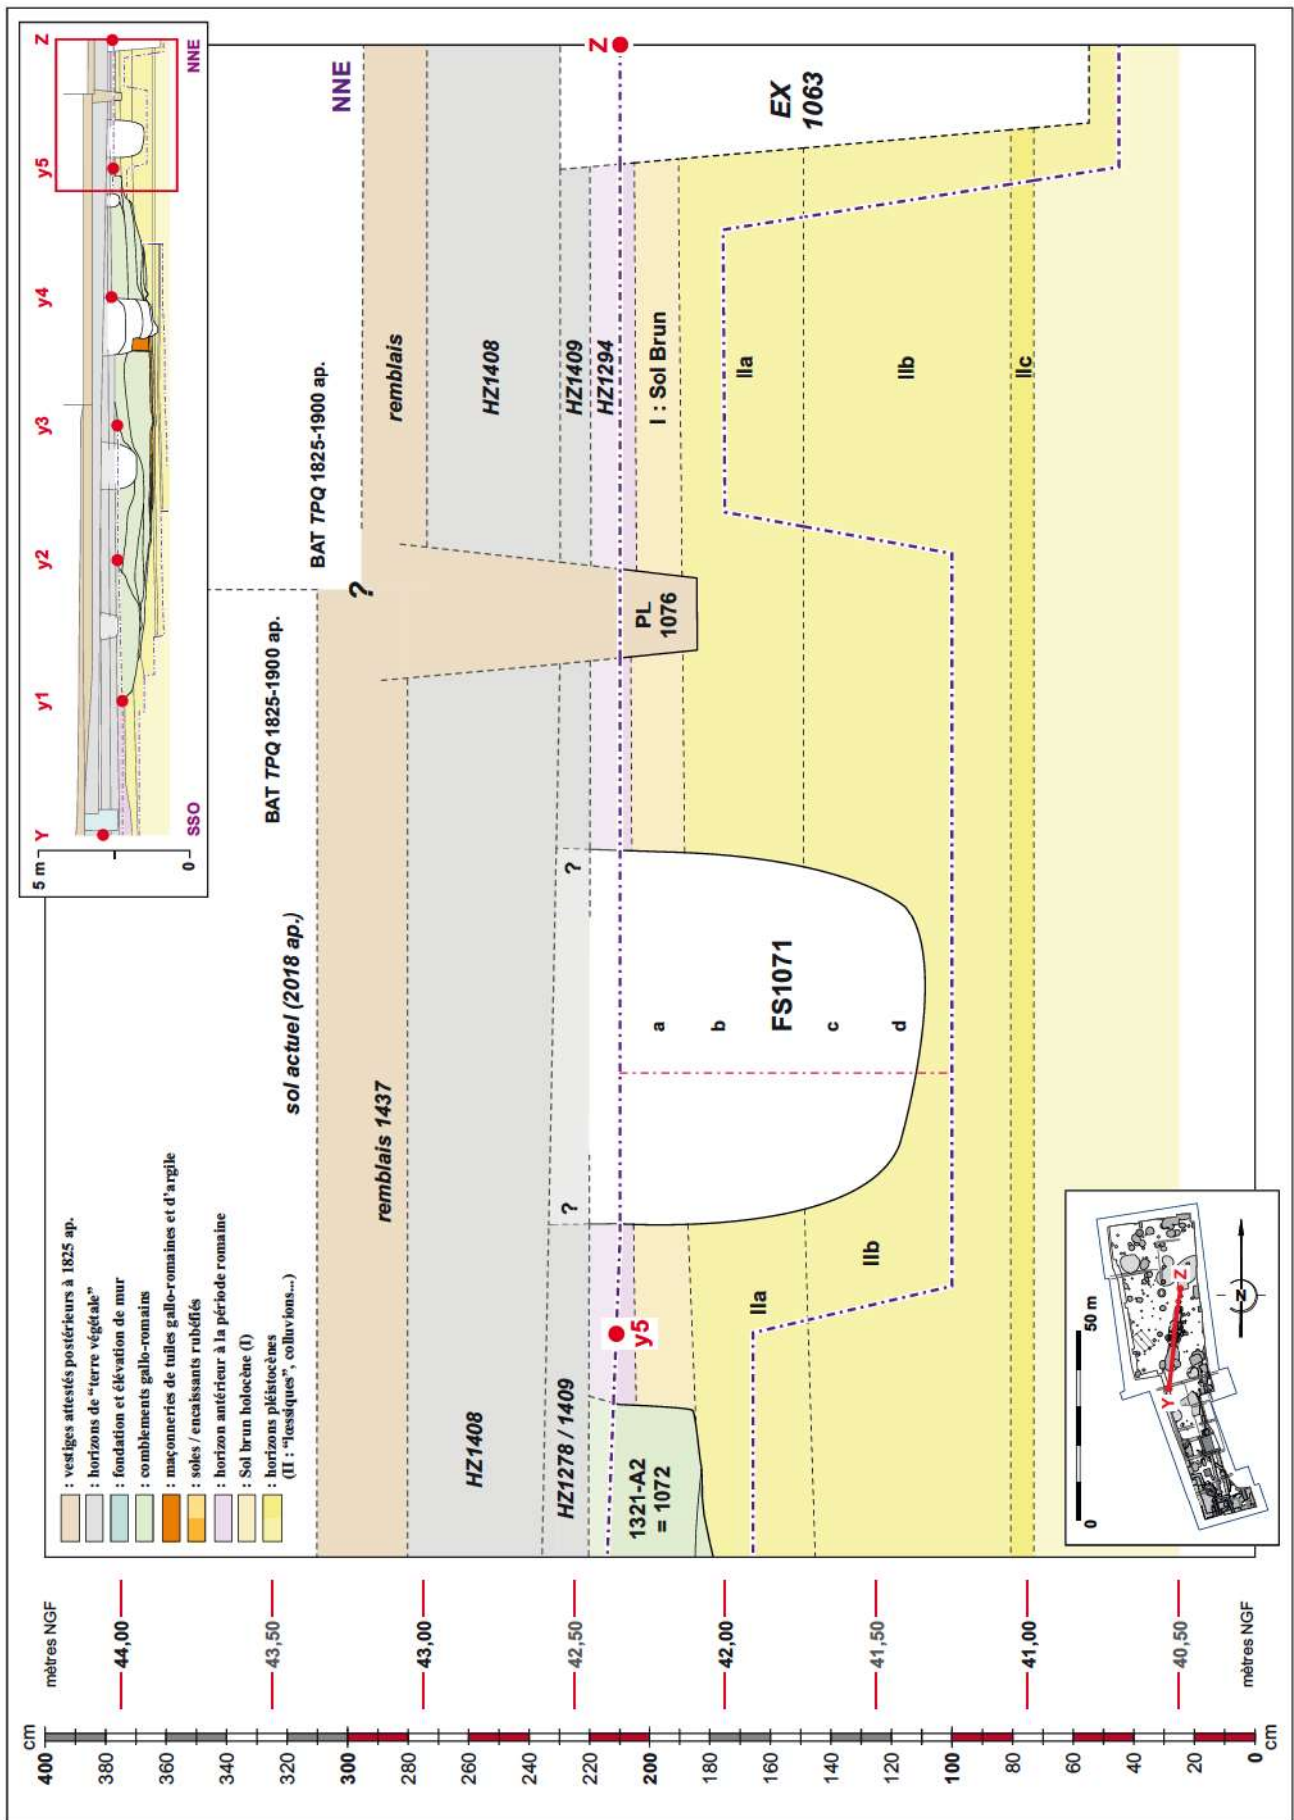 5 m
0
Y
y1
y2
y3
y4
y5
Z
SSO
NNE
: vestiges attestés postérieurs à 1825 ap.
: horizons de “terre végétale”
: fondation et élévation de mur
: comblements gallo-romains
: maçonneries de tuiles gallo-romaines et d’argile
: soles / encaissants rubéfiés
: horizon antérieur à la période romaine
: Sol brun holocène (I)
: horizons pléistocènes
(II : “lœssiques”, colluvions...)
sol actuel (2018 ap.)
BAT TPQ 1825-1900 ap.
BAT TPQ 1825-1900 ap.
NNE
?
remblais 1437
remblais
HZ1408
HZ1408
HZ1278 / 1409
?
?
HZ1409
HZ1294
Z
y5
1321-A2
= 1072
a
b
FS1071
c
d
PL
1076
I : Sol Brun
EX
1063
IIa
IIb
IIa
IIb
IIc
0
50 m
Y
Z
N
mètres NGF
44,00
43,50
43,00
42,50
42,00
41,50
41,00
40,50
mètres NGF
cm
400
380
360
340
320
300
280
260
240
220
200
180
160
140
120
100
80
60
40
20
0
cm